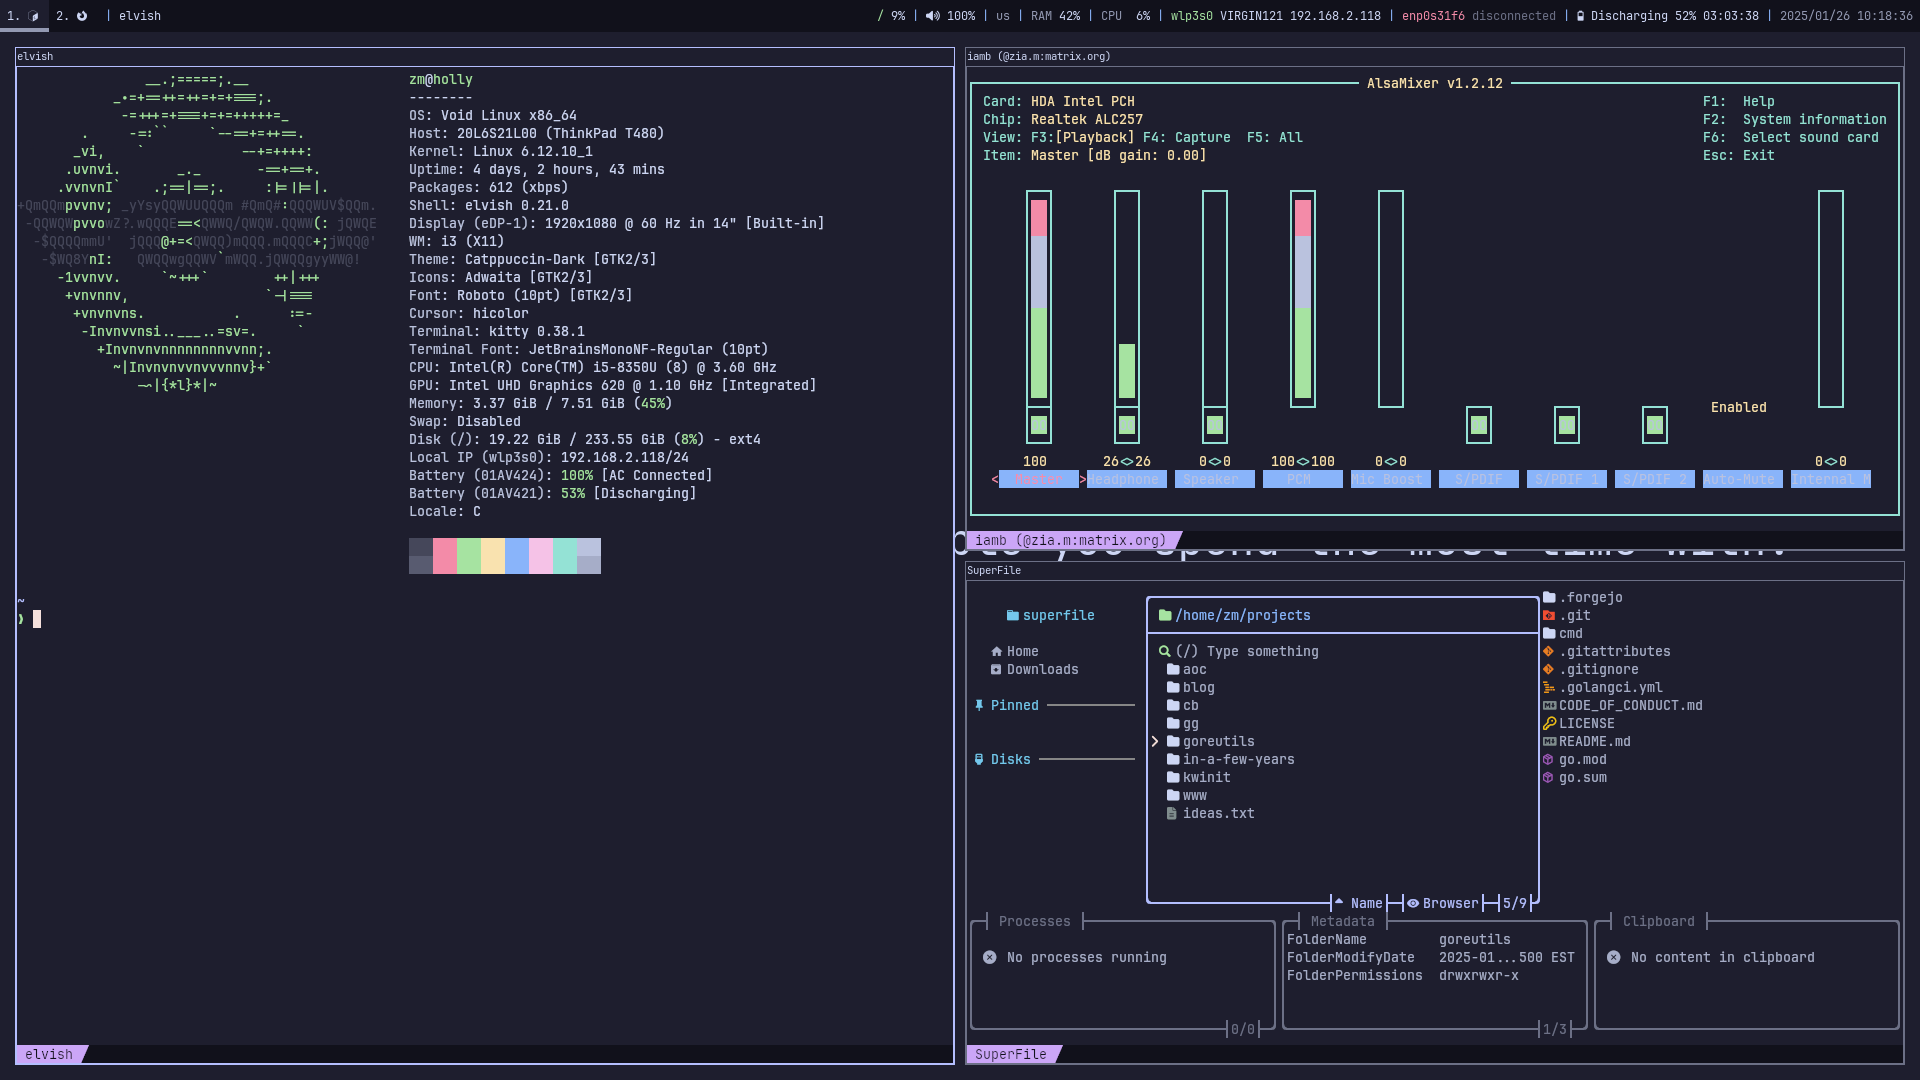 1.
2.
elvish
/ 9% | 100% | us | RAM 42% | CPU 6% | wlp3s0 VIRGIN121 192.168.2.118 | enp0s31f6 disconnected | Discharging 52% 03:03:38 | 2025/01/26 10:18:36
elvish
zm@holly
--------
OS: Void Linux x86_64
Host: 20L6S21L00 (ThinkPad T480)
Kernel: Linux 6.12.10_1
Uptime: 4 days, 2 hours, 43 mins
Packages: 612 (xbps)
Shell: elvish 0.21.0
Display (eDP-1): 1920x1080 @ 60 Hz in 14" [Built-in]
WM: i3 (X11)
Theme: Catppuccin-Dark [GTK2/3]
Icons: Adwaita [GTK2/3]
Font: Roboto (10pt) [GTK2/3]
Cursor: hicolor
Terminal: kitty 0.38.1
Terminal Font: JetBrainsMonoNF-Regular (10pt)
CPU: Intel(R) Core(TM) i5-8350U (8) @ 3.60 GHz
GPU: Intel UHD Graphics 620 @ 1.10 GHz [Integrated]
Memory: 3.37 GiB / 7.51 GiB (45%)
Swap: Disabled
Disk (/): 19.22 GiB / 233.55 GiB (8%) - ext4
Local IP (wlp3s0): 192.168.2.118/24
Battery (01AV424): 100% [AC Connected]
Battery (01AV421): 53% [Discharging]
Locale: C
~
❯
elvish
iamb (@zia.m:matrix.org)
AlsaMixer v1.2.12
Card: HDA Intel PCH
Chip: Realtek ALC257
View: F3:[Playback] F4: Capture F5: All
Item: Master [dB gain: 0.00]
F1: Help
F2: System information
F6: Select sound card
Esc: Exit
Enabled
100 26<>26 0<>0 100<>100 0<>0 0<>0
< Master > Headphone Speaker PCM Mic Boost S/PDIF S/PDIF 1 S/PDIF 2 Auto-Mute Internal M
iamb (@zia.m:matrix.org)
you spend the most time with.
SuperFile
superfile
Home
Downloads
Pinned
Disks
/home/zm/projects
(/) Type something
aoc
blog
cb
gg
goreutils
in-a-few-years
kwinit
www
ideas.txt
Name Browser 5/9
.forgejo
.git
cmd
.gitattributes
.gitignore
.golangci.yml
CODE_OF_CONDUCT.md
LICENSE
README.md
go.mod
go.sum
Processes
No processes running
0/0
Metadata
FolderName goreutils
FolderModifyDate 2025-01...500 EST
FolderPermissions drwxrwxr-x
1/3
Clipboard
No content in clipboard
SuperFile